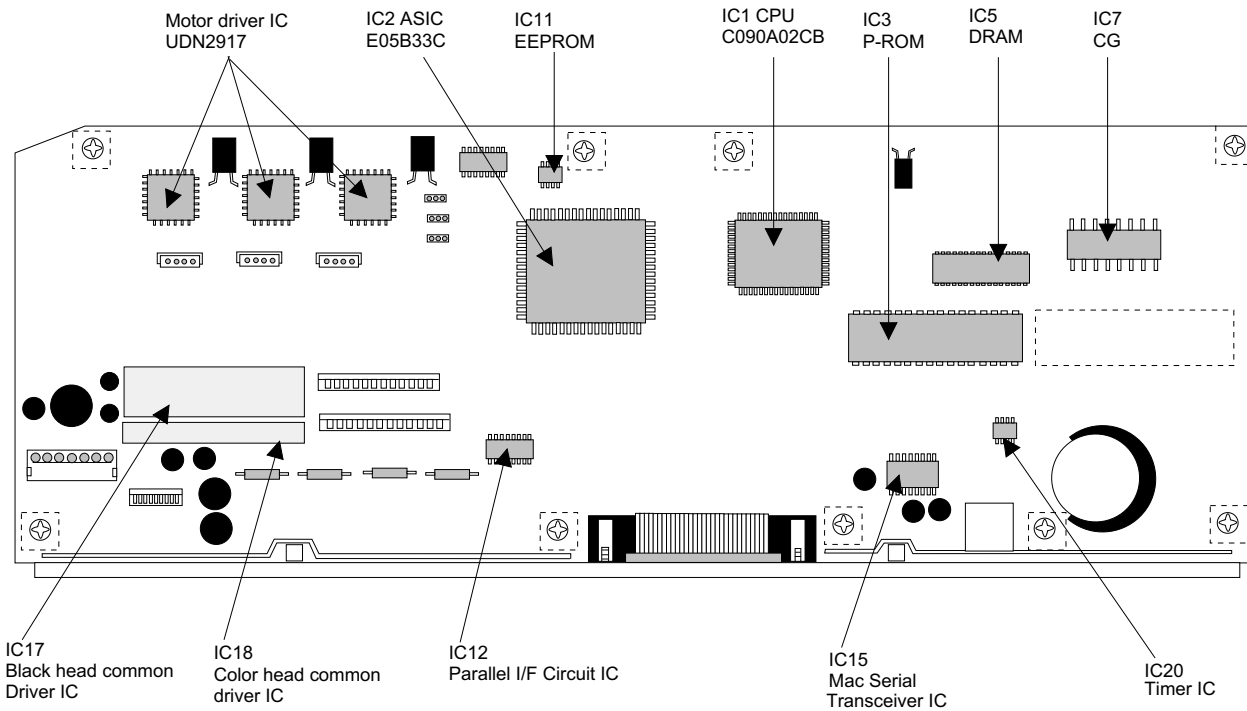 Motor driver IC
UDN2917
IC2 ASIC
E05B33C
IC11
EEPROM
IC1 CPU
C090A02CB
IC3
P-ROM
IC5
DRAM
IC7
CG
IC17
Black head common
Driver IC
IC18
Color head common
driver IC
IC12
Parallel I/F Circuit IC
IC15
Mac Serial
Transceiver IC
IC20
Timer IC